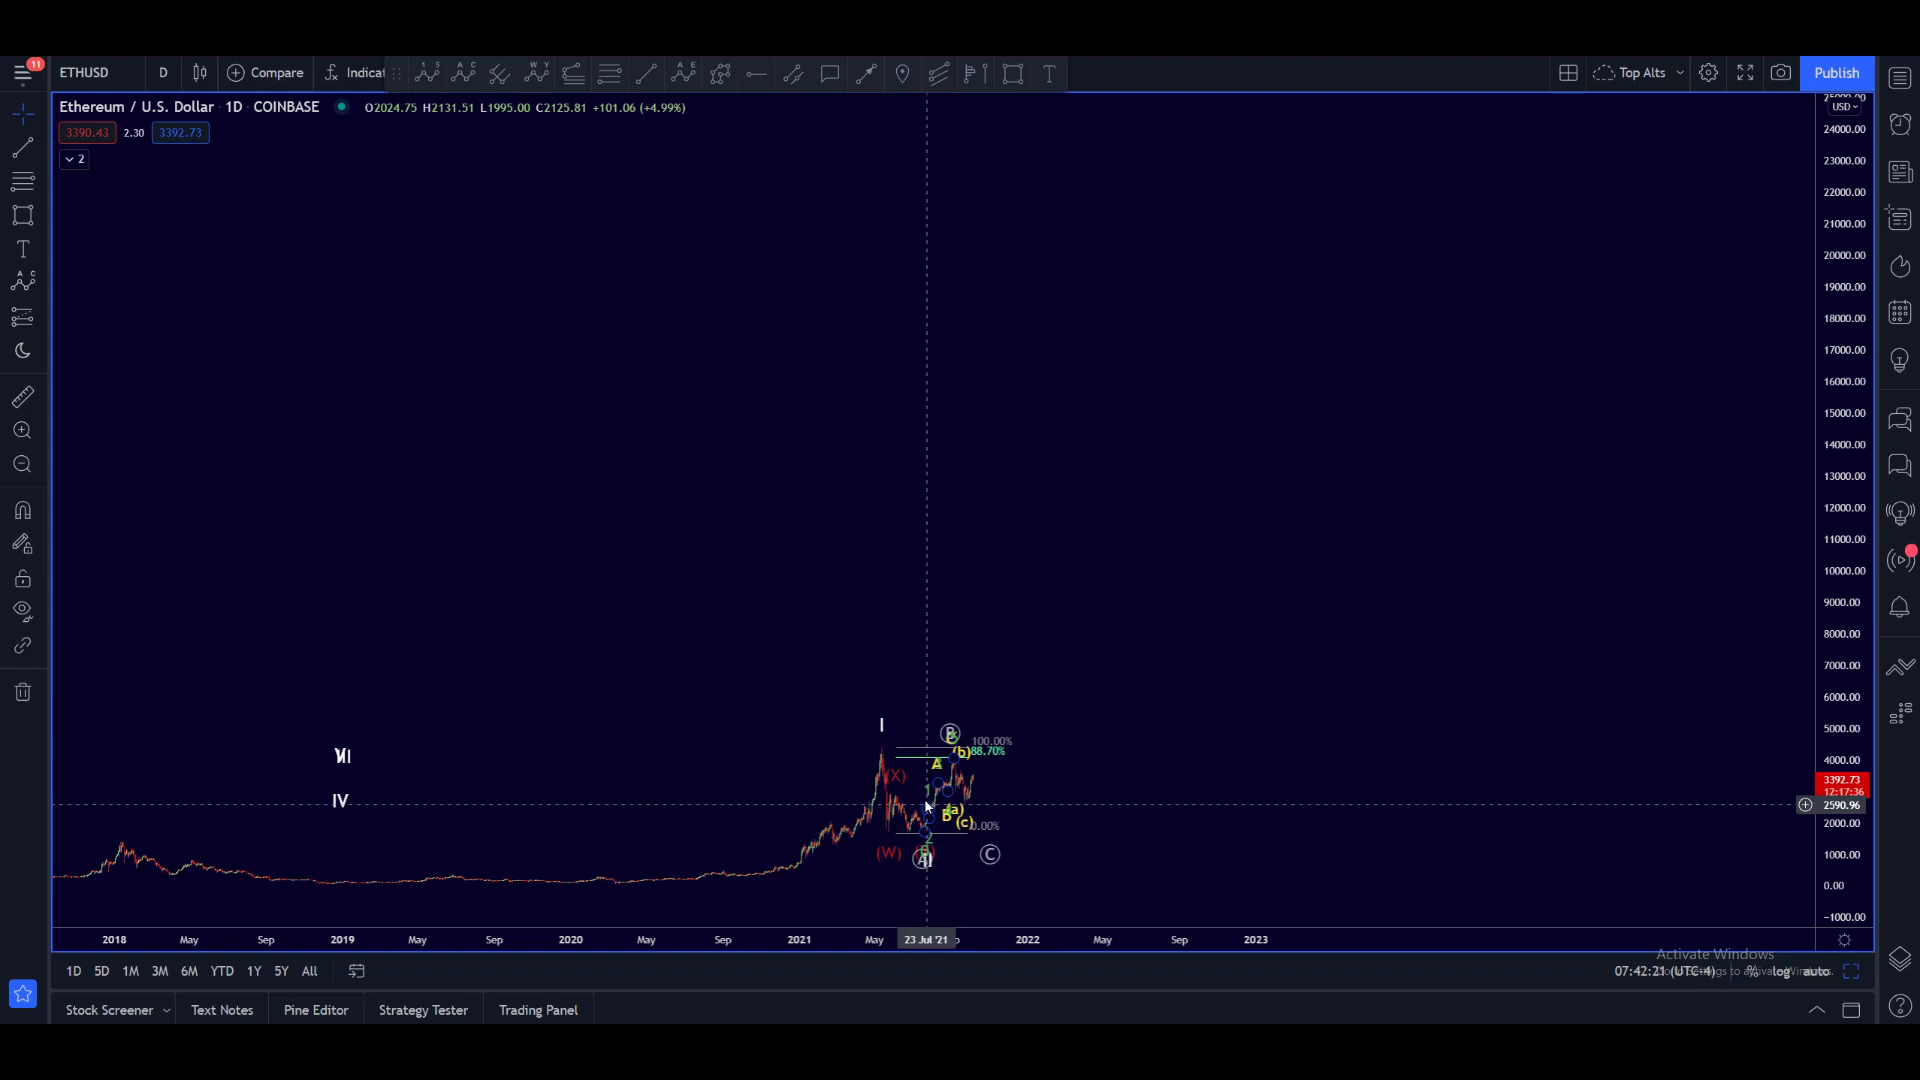 11
ETHUSD
D
Compare
Indicat
Top Alts
Publish
Ethereum / U.S. Dollar · 1D · COINBASE
O2024.75 H2131.51 L1995.00 C2125.81 +101.06 (+4.99%)
3390.43 2.30 3392.73
2
USD
24000.00
23000.00
22000.00
21000.00
20000.00
19000.00
18000.00
17000.00
16000.00
15000.00
14000.00
13000.00
12000.00
11000.00
10000.00
9000.00
8000.00
7000.00
6000.00
5000.00
4000.00
3392.73
12:17:36
2590.96
2000.00
1000.00
0.00
-1000.00
I
B
100.00%
(b) 88.70%
A
(X)
IV
1
B (a)
(c) 0.00%
2
(W)
A II
C
2018 May Sep 2019 May Sep 2020 May Sep 2021 May 23 Jul '21 2022 May Sep 2023
Activate Windows
1D 5D 1M 3M 6M YTD 1Y 5Y All
07:42:21 (UTC-4) % log auto
Stock Screener Text Notes Pine Editor Strategy Tester Trading Panel